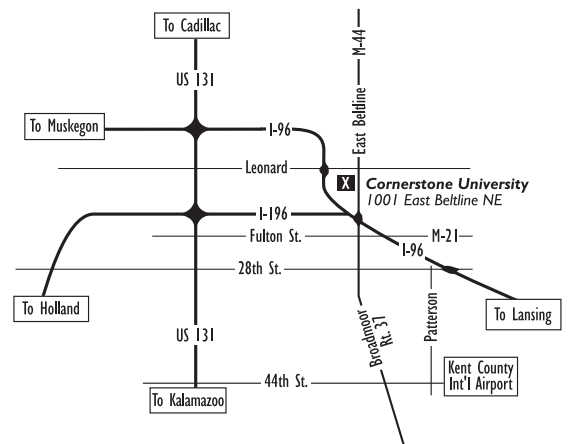 To Cadillac
M-44
US 131
East Beltline
To Muskegon
I-96
Leonard
X
Cornerstone University
1001 East Beltline NE
I-196
Fulton St.
M-21
I-96
28th St.
To Holland
To Lansing
US 131
Broadmoor
Rt. 37
Patterson
44th St.
Kent County
Int'l Airport
To Kalamazoo